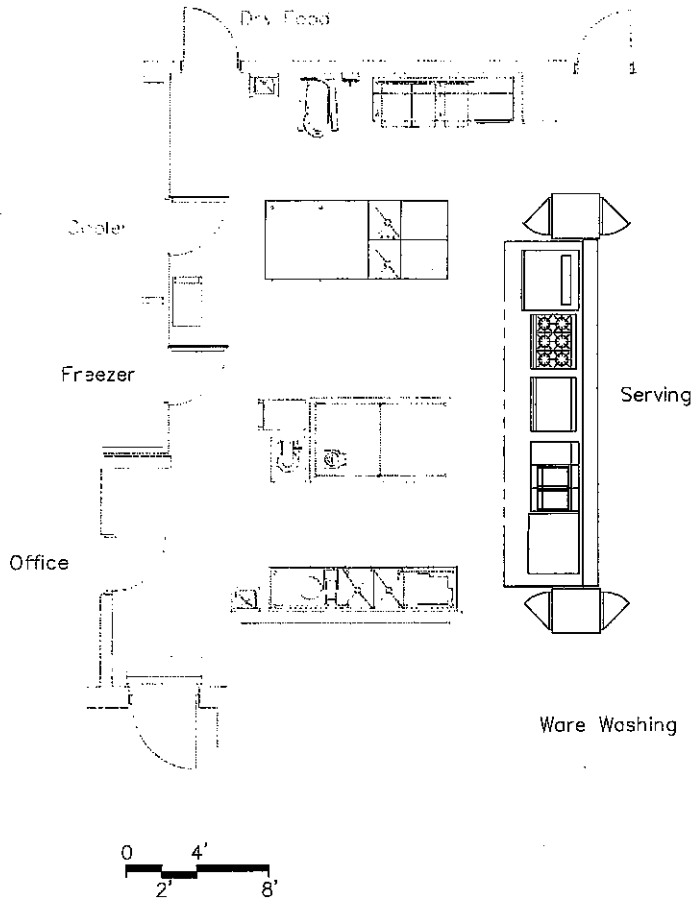 Dry Food
Cooler
Freezer
Serving
Office
Ware Washing
0 4'
2' 8'